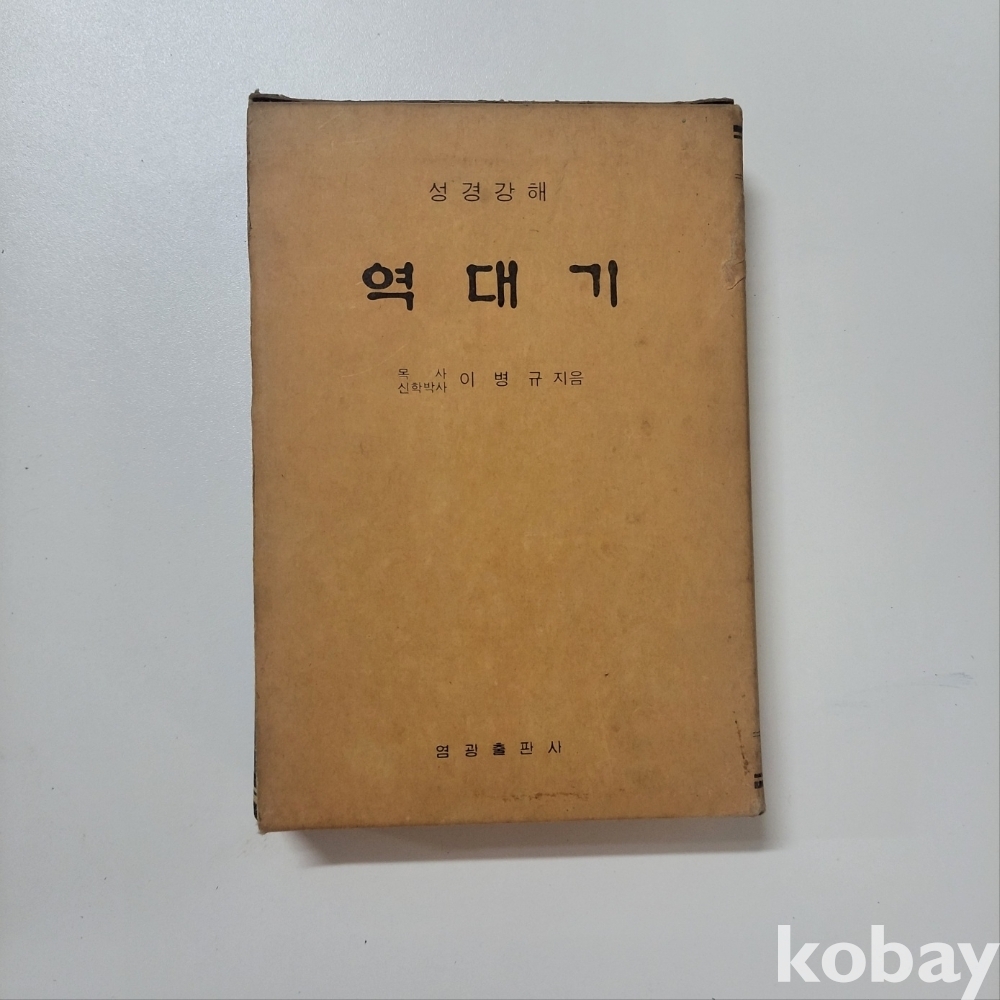 성경강해
역대기
목사
신학박사 이병규 지음
염광출판사
kobay